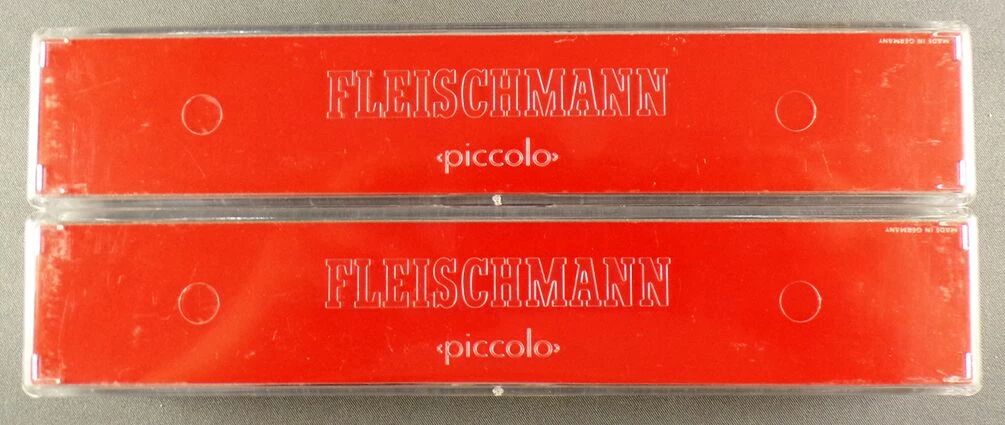 MADE IN GERMANY
FLEISCHMANN
‹piccolo›
MADE IN GERMANY
FLEISCHMANN
‹piccolo›